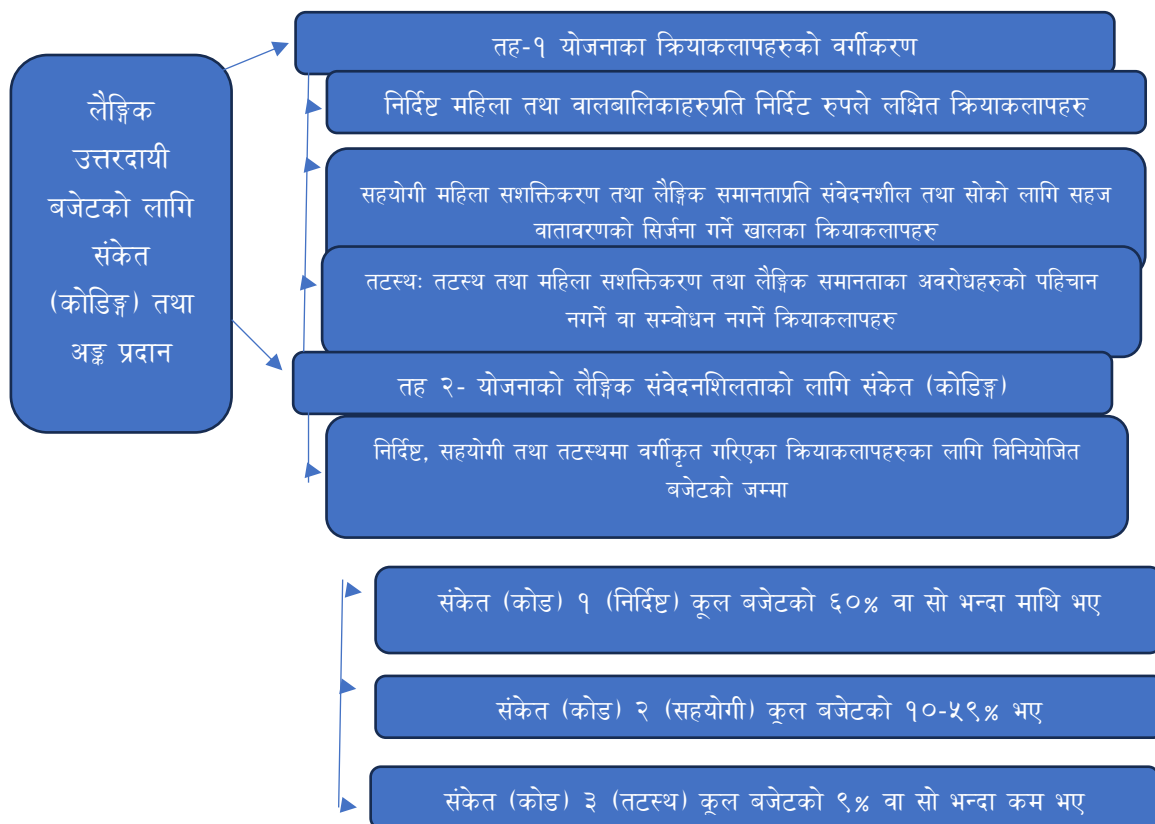 लैङ्गिक
उत्तरदायी
बजेटको लागि
संकेत
(कोडिङ्ग) तथा
अङ्क प्रदान
तह-१ योजनाका क्रियाकलापहरुको वर्गीकरण
निर्दिष्ट महिला तथा वालबालिकाहरुप्रति निर्दिट रुपले लक्षित क्रियाकलापहरु
सहयोगी महिला सशक्तिकरण तथा लैङ्गिक समानताप्रति संवेदनशील तथा सोको लागि सहज
वातावरणको सिर्जना गर्ने खालका क्रियाकलापहरु
तटस्थः तटस्थ तथा महिला सशक्तिकरण तथा लैङ्गिक समानताका अवरोधहरुको पहिचान
नगर्ने वा सम्वोधन नगर्ने क्रियाकलापहरु
तह २- योजनाको लैङ्गिक संवेदनशिलताको लागि संकेत (कोडिङ्ग)
निर्दिष्ट, सहयोगी तथा तटस्थमा वर्गीकृत गरिएका क्रियाकलापहरुका लागि विनियोजित
बजेटको जम्मा
संकेत (कोड) १ (निर्दिष्ट) कूल बजेटको ६०% वा सो भन्दा माथि भए
संकेत (कोड) २ (सहयोगी) कूल बजेटको १०-५९% भए
संकेत (कोड) ३ (तटस्थ) कूल बजेटको ९% वा सो भन्दा कम भए